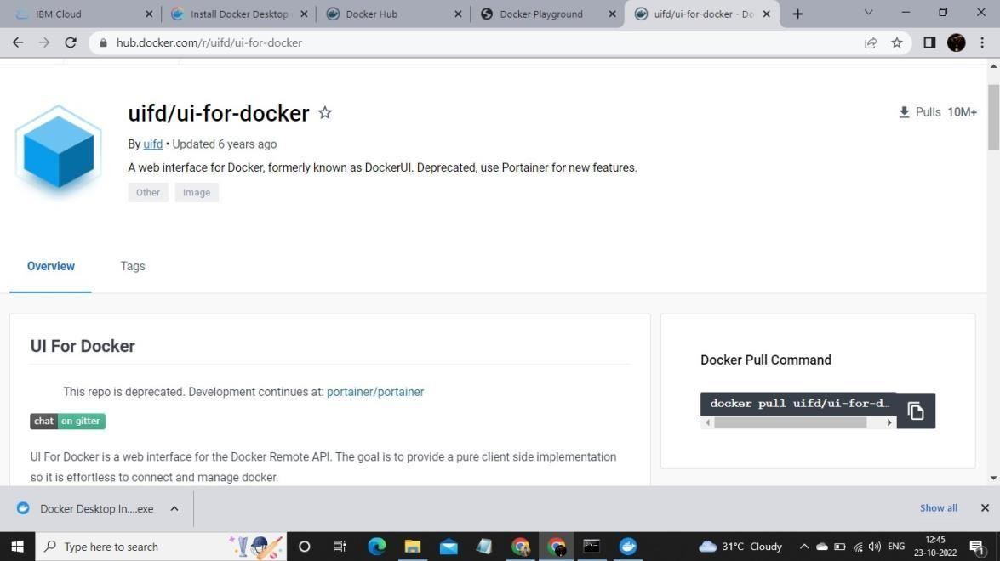 IBM Cloud
Install Docker Desktop
Docker Hub
Docker Playground
uifd/ui-for-docker - Do
hub.docker.com/r/uifd/ui-for-docker
uifd/ui-for-docker
Pulls 10M+
By uifd • Updated 6 years ago
A web interface for Docker, formerly known as DockerUI. Deprecated, use Portainer for new features.
Other
Image
Overview
Tags
UI For Docker
This repo is deprecated. Development continues at: portainer/portainer
chat on gitter
UI For Docker is a web interface for the Docker Remote API. The goal is to provide a pure client side implementation
so it is effortless to connect and manage docker.
Docker Pull Command
docker pull uifd/ui-for-d…
Docker Desktop In....exe
Show all
Type here to search
31°C Cloudy
ENG
12:45
23-10-2022
1